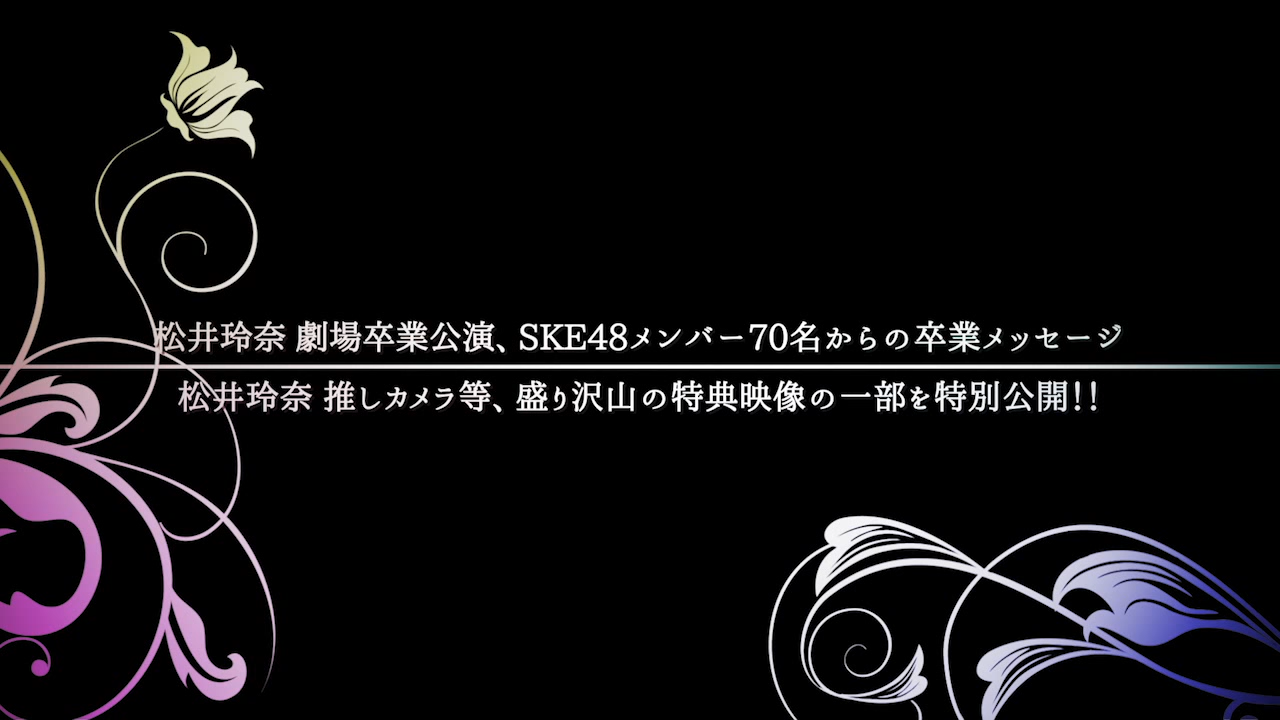 松井玲奈 劇場卒業公演、SKE48メンバー70名からの卒業メッセージ
松井玲奈 推しカメラ等、盛り沢山の特典映像の一部を特別公開!!